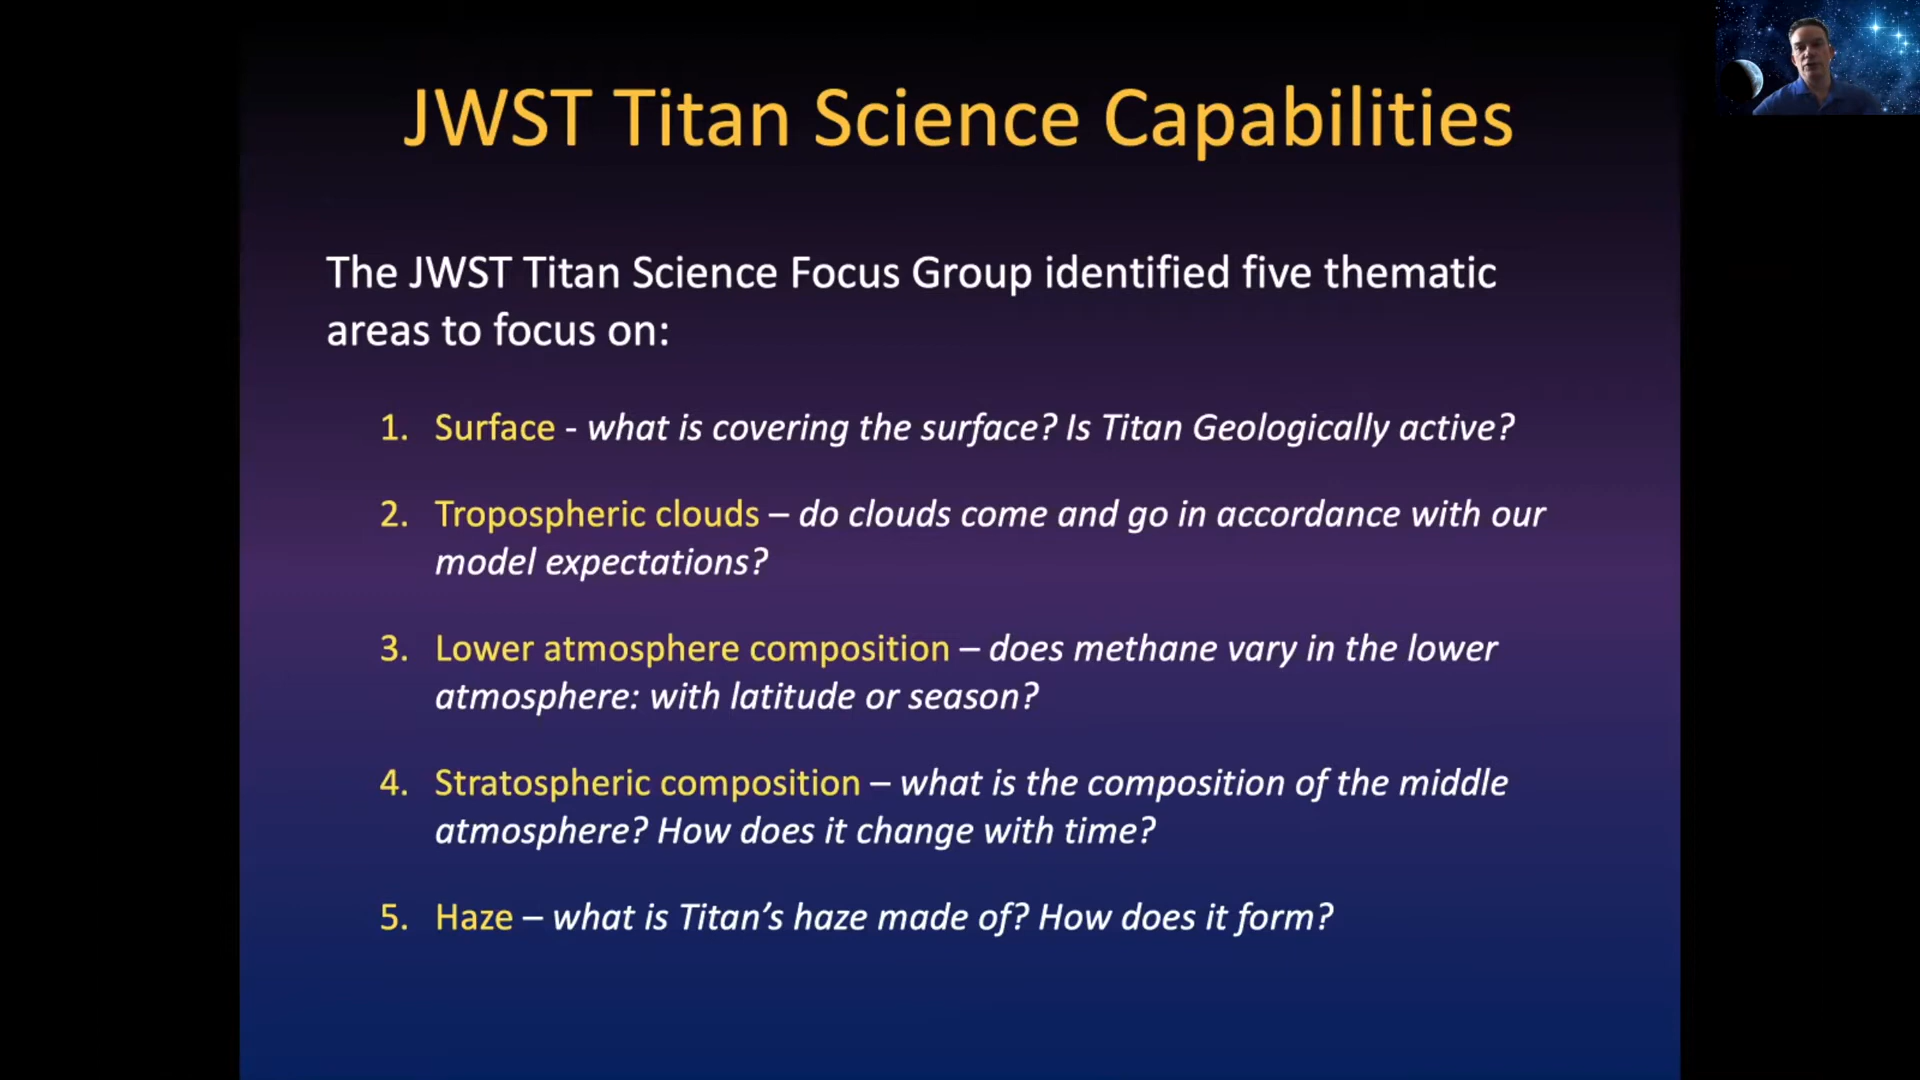 JWST Titan Science Capabilities
The JWST Titan Science Focus Group identified five thematic
areas to focus on:
1. Surface - what is covering the surface? Is Titan Geologically active?
2. Tropospheric clouds – do clouds come and go in accordance with our
model expectations?
3. Lower atmosphere composition – does methane vary in the lower
atmosphere: with latitude or season?
4. Stratospheric composition – what is the composition of the middle
atmosphere? How does it change with time?
5. Haze – what is Titan’s haze made of? How does it form?